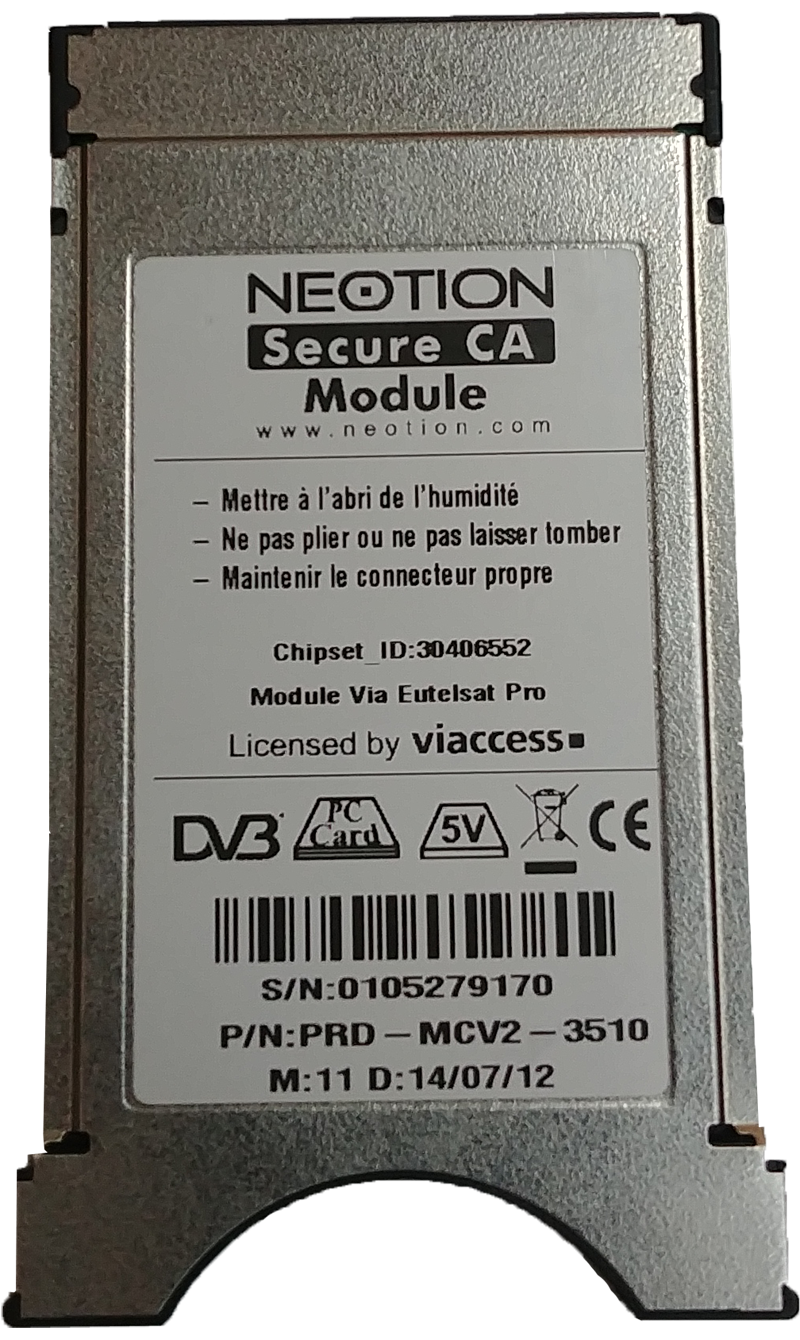 NEOTION
Secure CA
Module
www.neotion.com
– Mettre à l'abri de l'humidité
– Ne pas plier ou ne pas laisser tomber
– Maintenir le connecteur propre
Chipset_ID:30406552
Module Via Eutelsat Pro
Licensed by viaccess
DVB PC Card 5V CE
S/N:0105279170
P/N:PRD – MCV2 – 3510
M:11 D:14/07/12